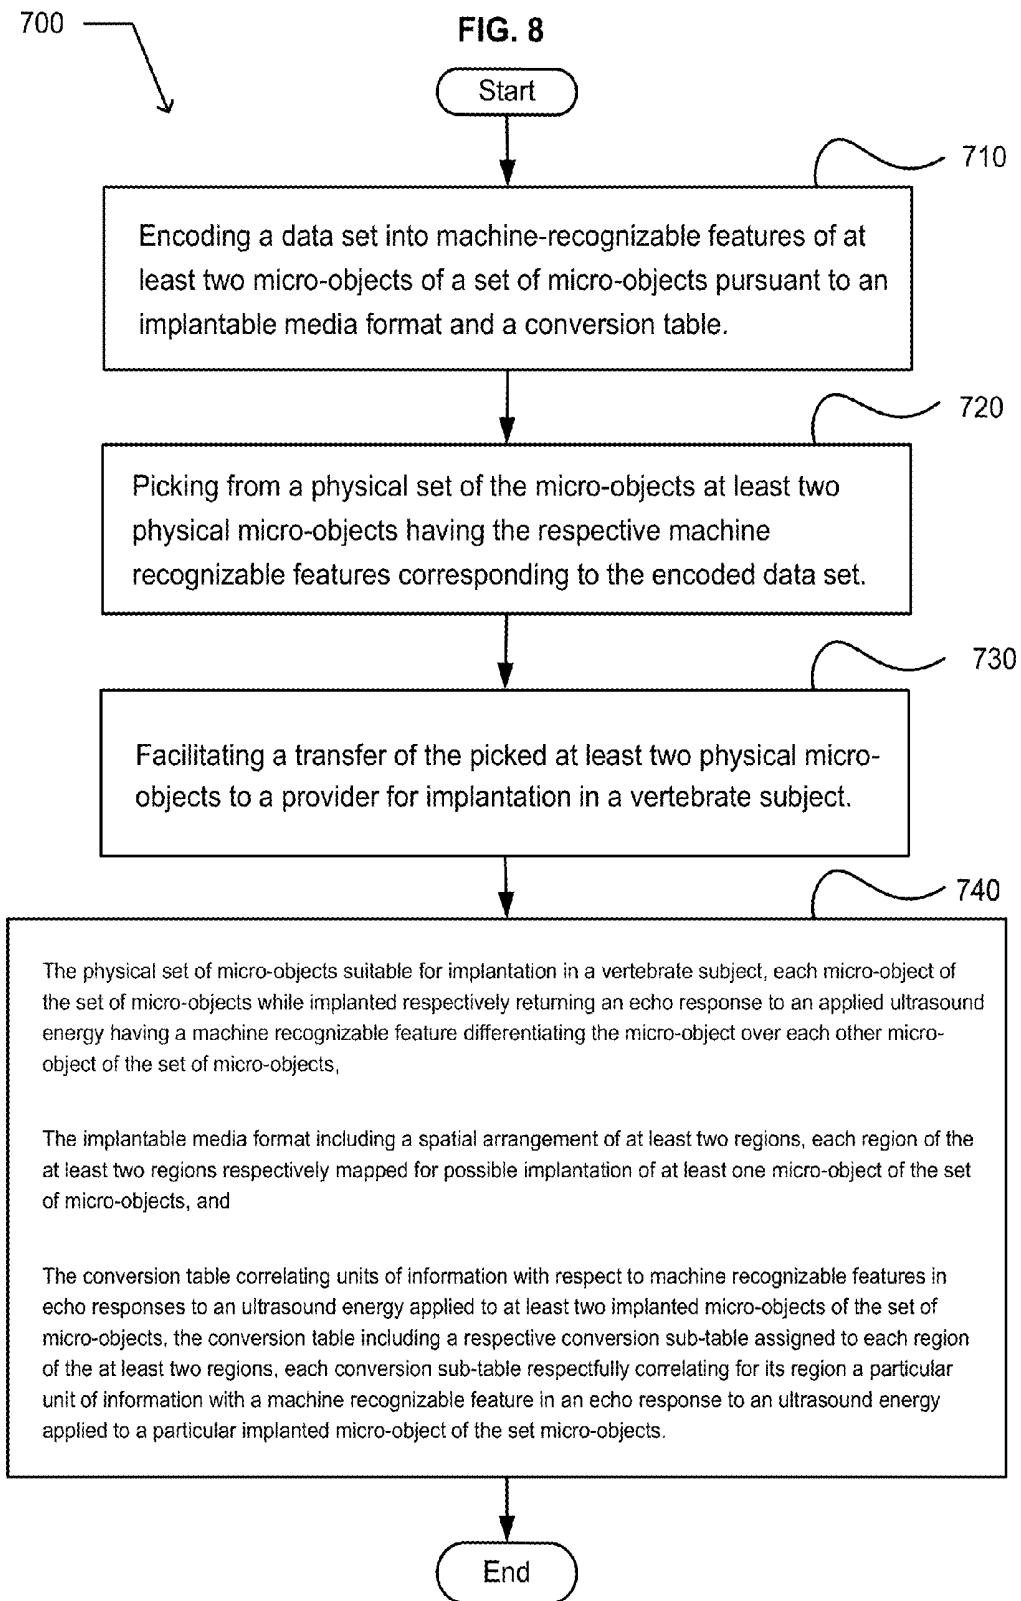 700
FIG. 8
Start
710
Encoding a data set into machine-recognizable features of at
least two micro-objects of a set of micro-objects pursuant to an
implantable media format and a conversion table.
720
Picking from a physical set of the micro-objects at least two
physical micro-objects having the respective machine
recognizable features corresponding to the encoded data set.
730
Facilitating a transfer of the picked at least two physical micro-
objects to a provider for implantation in a vertebrate subject.
740
The physical set of micro-objects suitable for implantation in a vertebrate subject, each micro-object of
the set of micro-objects while implanted respectively returning an echo response to an applied ultrasound
energy having a machine recognizable feature differentiating the micro-object over each other micro-
object of the set of micro-objects,
The implantable media format including a spatial arrangement of at least two regions, each region of the
at least two regions respectively mapped for possible implantation of at least one micro-object of the set
of micro-objects, and
The conversion table correlating units of information with respect to machine recognizable features in
echo responses to an ultrasound energy applied to at least two implanted micro-objects of the set of
micro-objects, the conversion table including a respective conversion sub-table assigned to each region
of the at least two regions, each conversion sub-table respectfully correlating for its region a particular
unit of information with a machine recognizable feature in an echo response to an ultrasound energy
applied to a particular implanted micro-object of the set micro-objects.
End